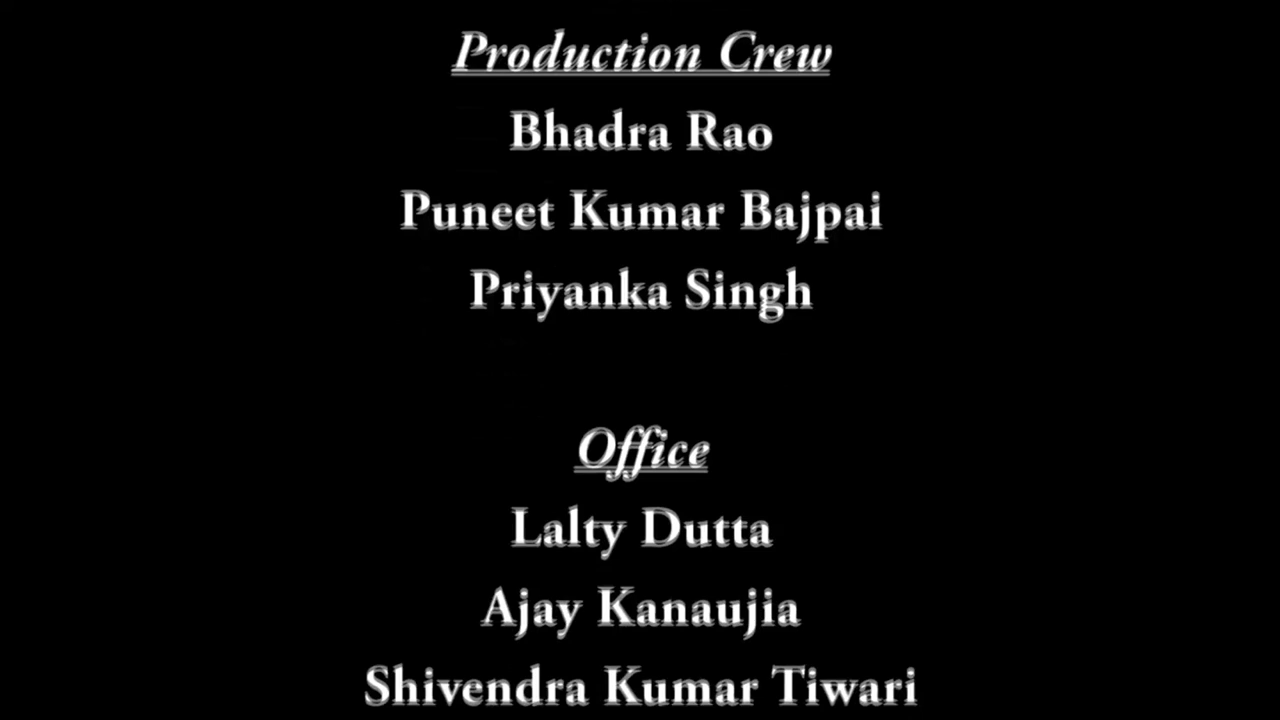 Production Crew
Bhadra Rao
Puneet Kumar Bajpai
Priyanka Singh
Office
Lalty Dutta
Ajay Kanaujia
Shivendra Kumar Tiwari